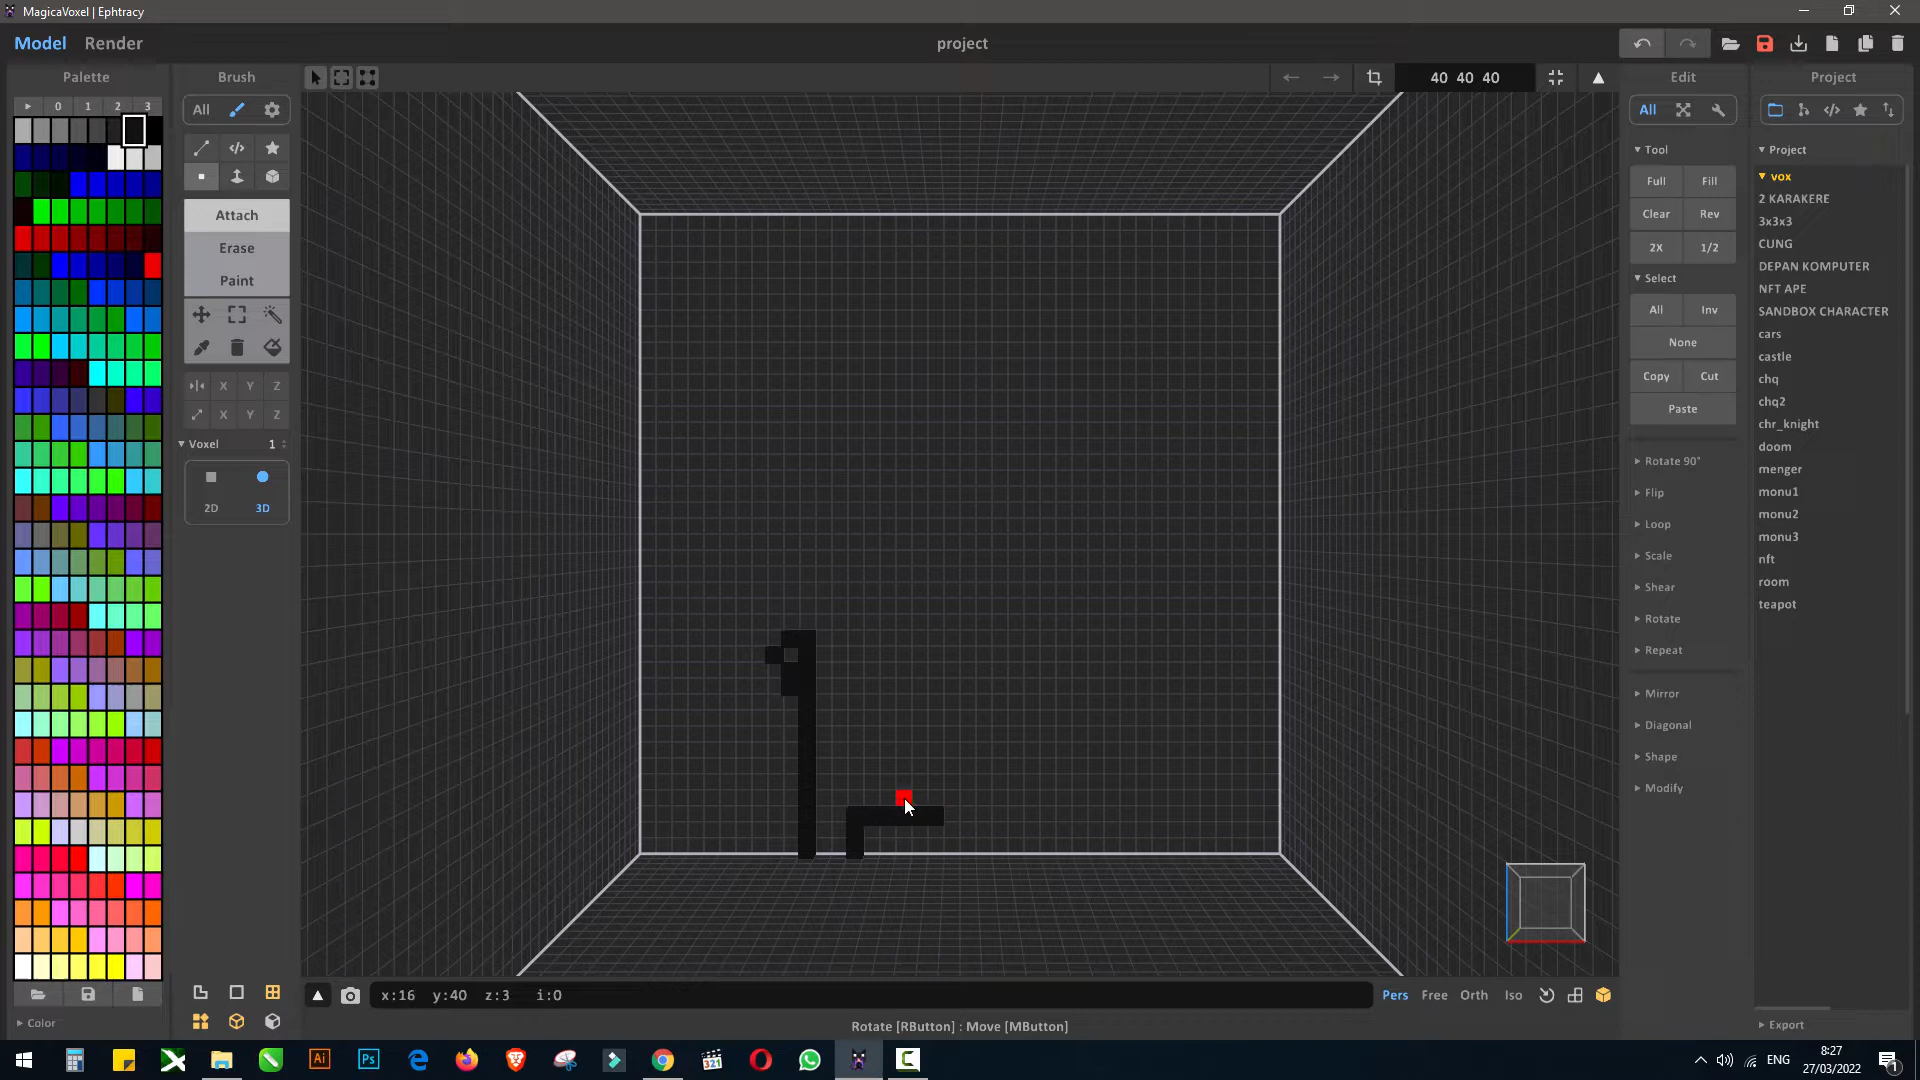 MagicaVoxel | Ephtracy
Model Render
project
Palette
Brush
40 40 40
Edit
Project
0 1 2 3
All
All
Tool
Project
Full Fill
vox
Clear Rev
2 KARAKERE
Attach
3x3x3
Erase
2X 1/2
CUNG
Paint
Select
DEPAN KOMPUTER
NFT APE
All Inv
SANDBOX CHARACTER
None
cars
castle
Copy Cut
chq
X Y Z
Paste
chq2
X Y Z
chr_knight
Voxel 1
doom
Rotate 90°
menger
Flip
monu1
2D 3D
monu2
Loop
monu3
Scale
nft
Shear
room
Rotate
teapot
Repeat
Mirror
Diagonal
Shape
Modify
x:16 y:40 z:3 i:0
Pers Free Orth Iso
Color
Rotate [RButton] : Move [MButton]
Export
Ai
Ps
321
ENG
8:27
27/03/2022
1